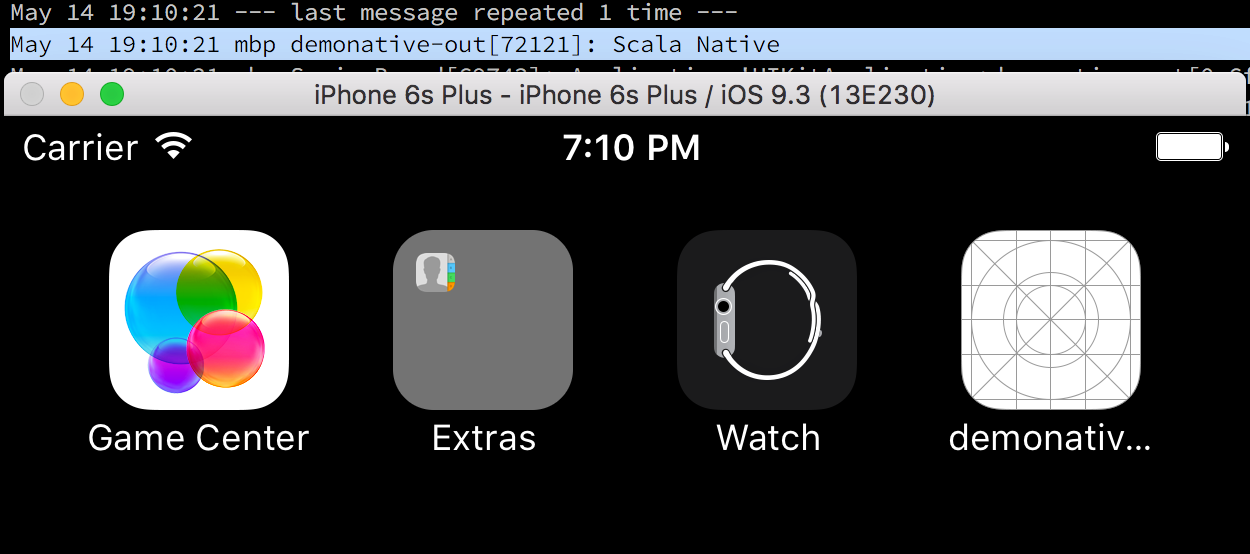 May 14 19:10:21 --- last message repeated 1 time ---
May 14 19:10:21 mbp demonative-out[72121]: Scala Native
iPhone 6s Plus - iPhone 6s Plus / iOS 9.3 (13E230)
Carrier 7:10 PM
Game Center Extras Watch demonativ...